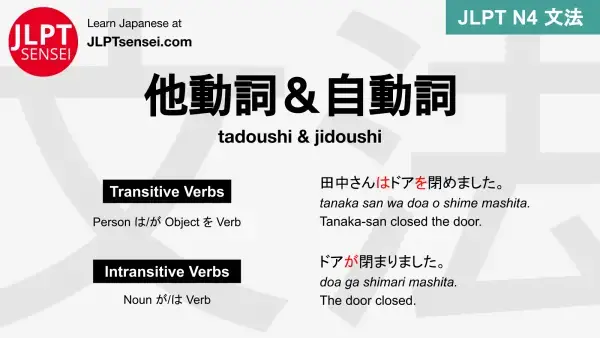 JLPT
SENSEI
Learn Japanese at
JLPTsensei.com
JLPT N4 文法
文法
他動詞＆自動詞
tadoushi & jidoushi
Transitive Verbs
Person は/が Object を Verb
田中さんはドアを閉めました。
tanaka san wa doa o shime mashita.
Tanaka-san closed the door.
Intransitive Verbs
Noun が/は Verb
ドアが閉まりました。
doa ga shimari mashita.
The door closed.